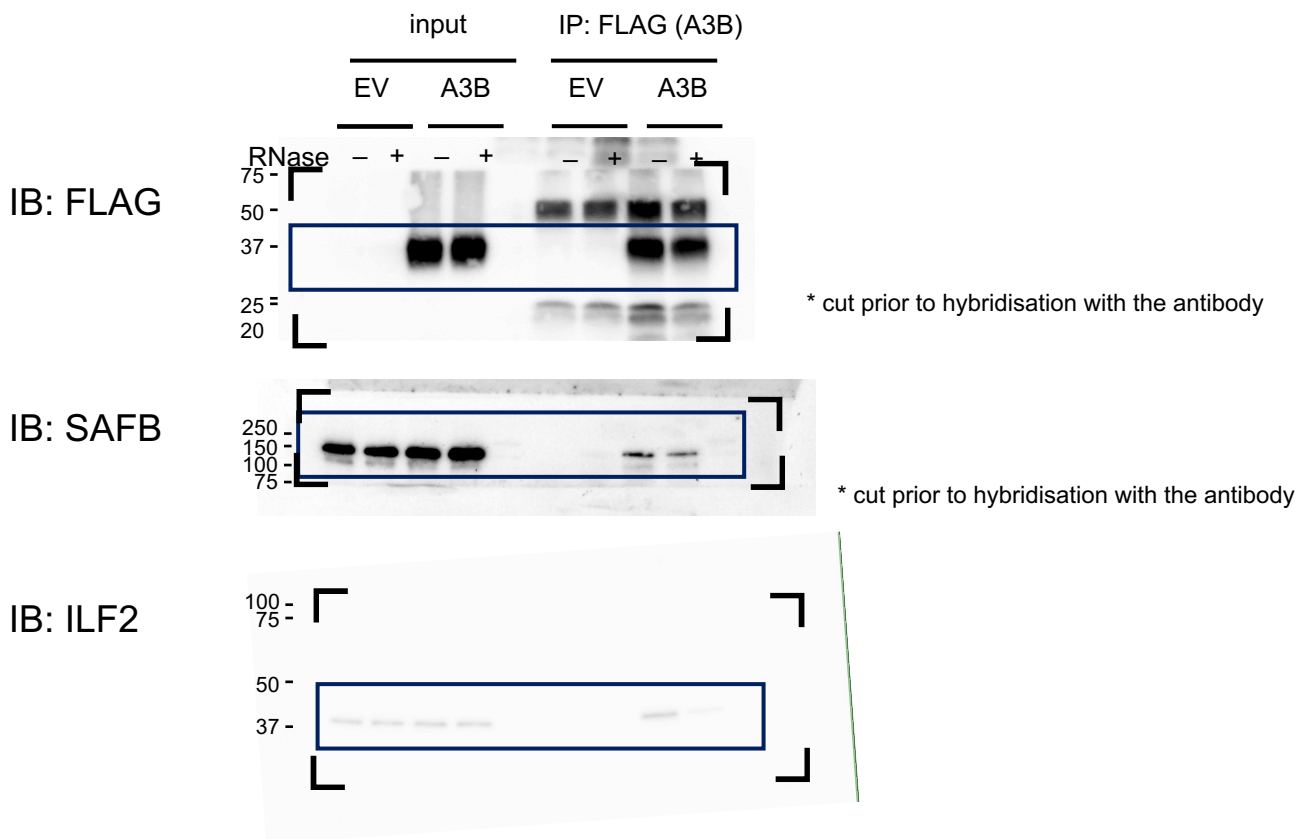 input IP: FLAG (A3B)
EV A3B EV A3B
RNase – + – + – + – +
IB: FLAG
75 -
50 -
37 -
25 =
20
* cut prior to hybridisation with the antibody
IB: SAFB
250 -
150 -
100 -
75 -
* cut prior to hybridisation with the antibody
IB: ILF2
100 -
75 -
50 -
37 -